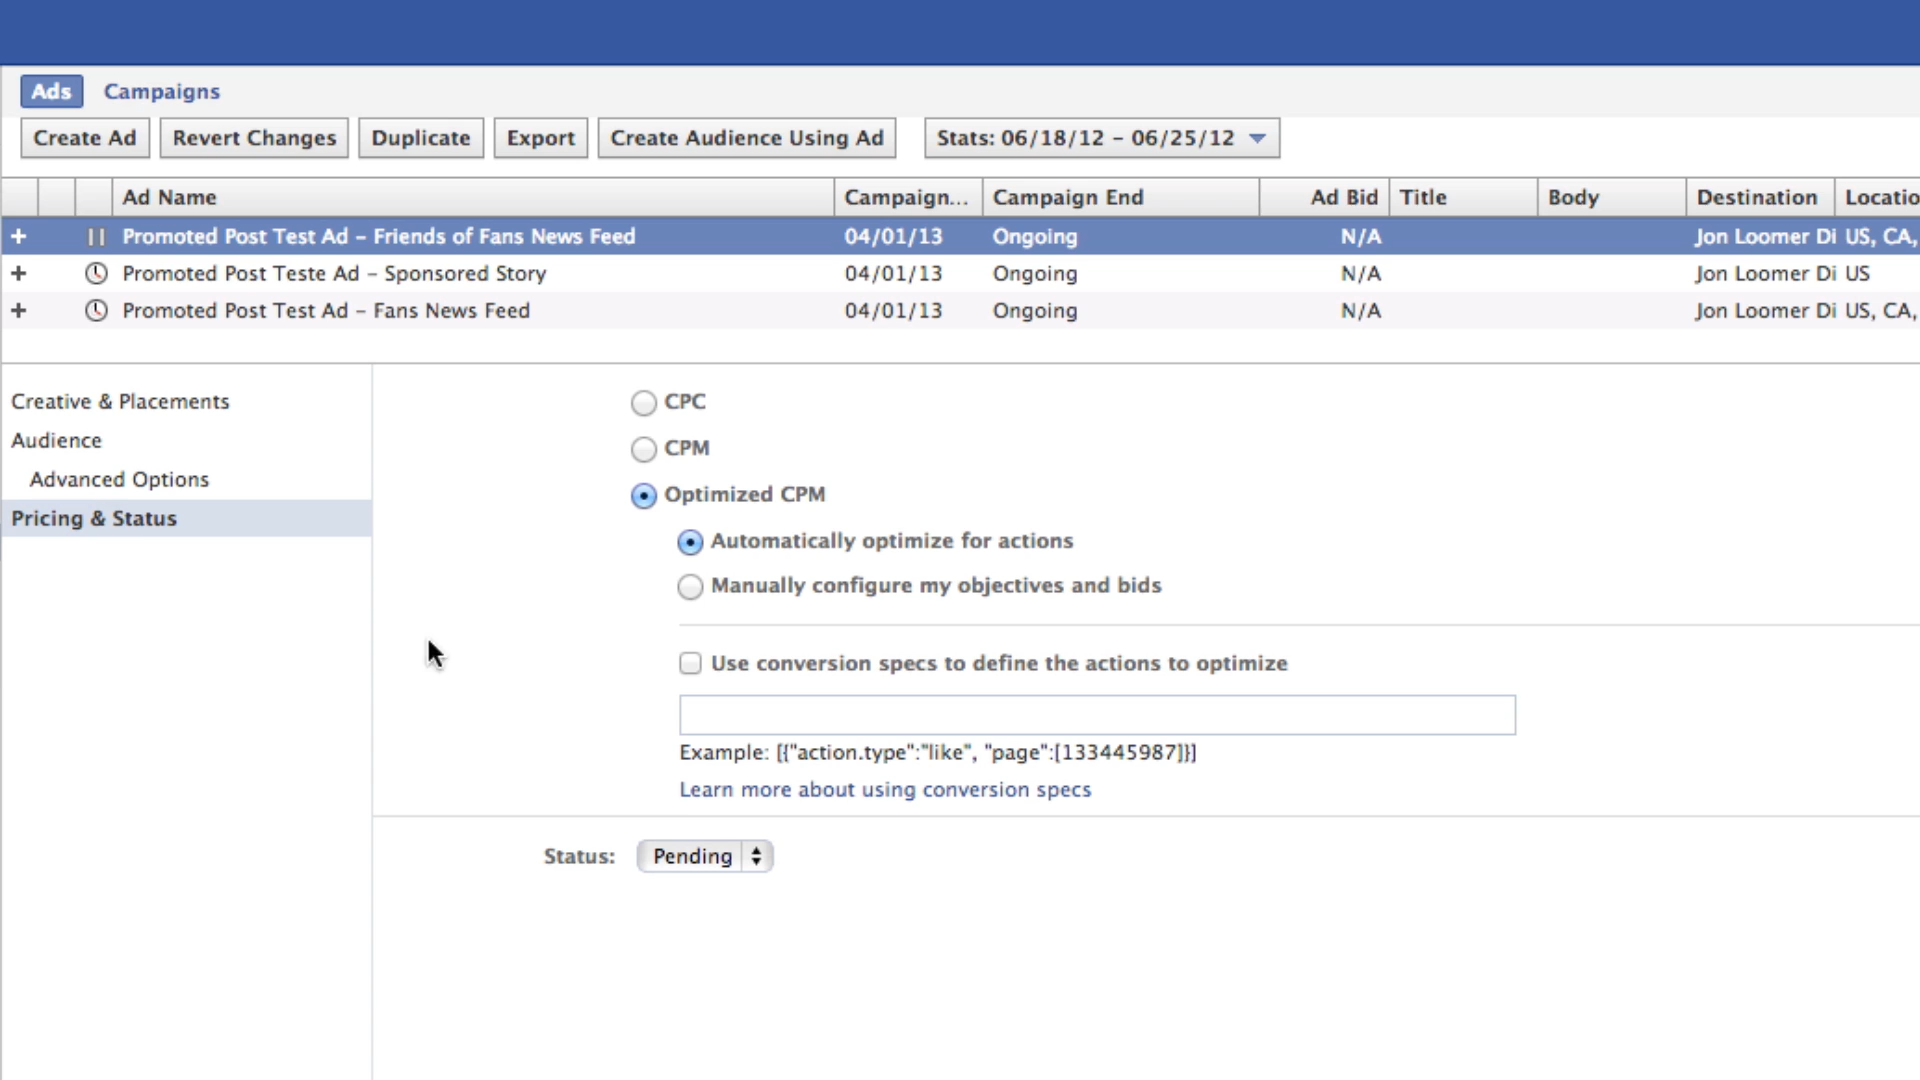 Ads Campaigns
Create Ad Revert Changes Duplicate Export Create Audience Using Ad Stats: 06/18/12 – 06/25/12
Ad Name Campaign... Campaign End Ad Bid Title Body Destination Locatio
+ Promoted Post Test Ad – Friends of Fans News Feed 04/01/13 Ongoing N/A Jon Loomer Di US, CA,
+ Promoted Post Teste Ad – Sponsored Story 04/01/13 Ongoing N/A Jon Loomer Di US
+ Promoted Post Test Ad – Fans News Feed 04/01/13 Ongoing N/A Jon Loomer Di US, CA,
Creative & Placements
Audience
Advanced Options
Pricing & Status
CPC
CPM
Optimized CPM
Automatically optimize for actions
Manually configure my objectives and bids
Use conversion specs to define the actions to optimize
Example: [{"action.type":"like", "page":[133445987]}]
Learn more about using conversion specs
Status: Pending